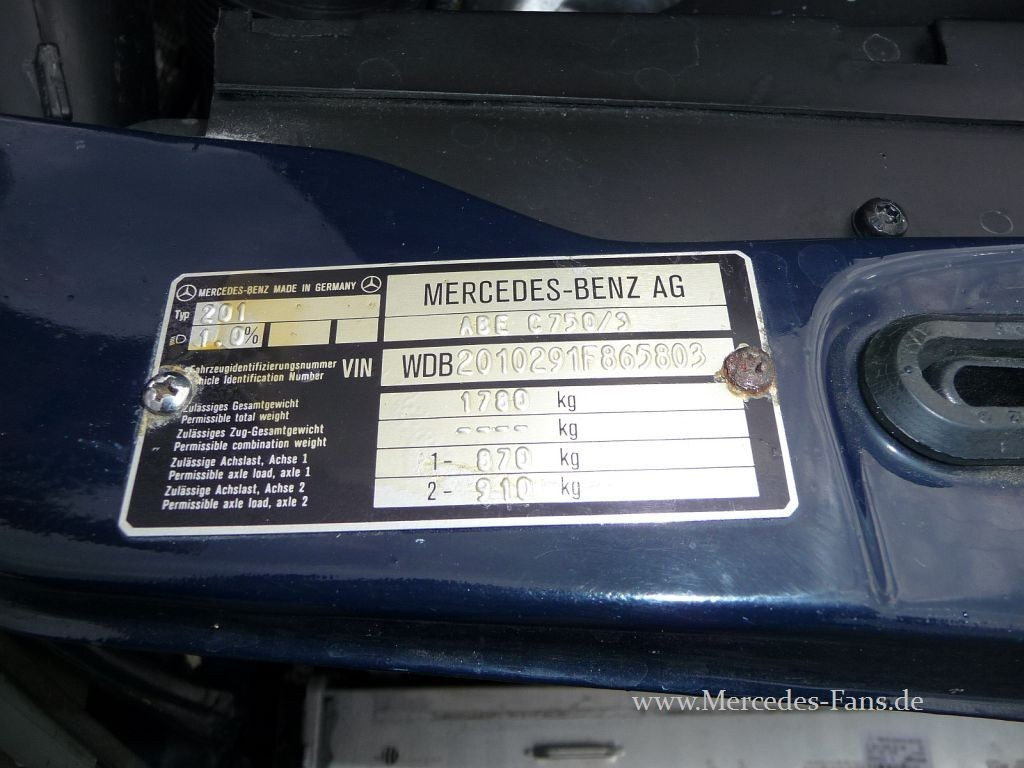 MERCEDES-BENZ MADE IN GERMANY
Typ 201
1.0%
MERCEDES-BENZ AG
ABE C750/3
Fahrzeugidentifizierungsnummer
Vehicle Identification Number
VIN WDB2010291F865803
Zulässiges Gesamtgewicht
Permissible total weight
1780 kg
Zulässiges Zug-Gesamtgewicht
Permissible combination weight
---- kg
Zulässige Achslast, Achse 1
Permissible axle load, axle 1
1- 870 kg
Zulässige Achslast, Achse 2
Permissible axle load, axle 2
2- 910 kg
www.Mercedes-Fans.de